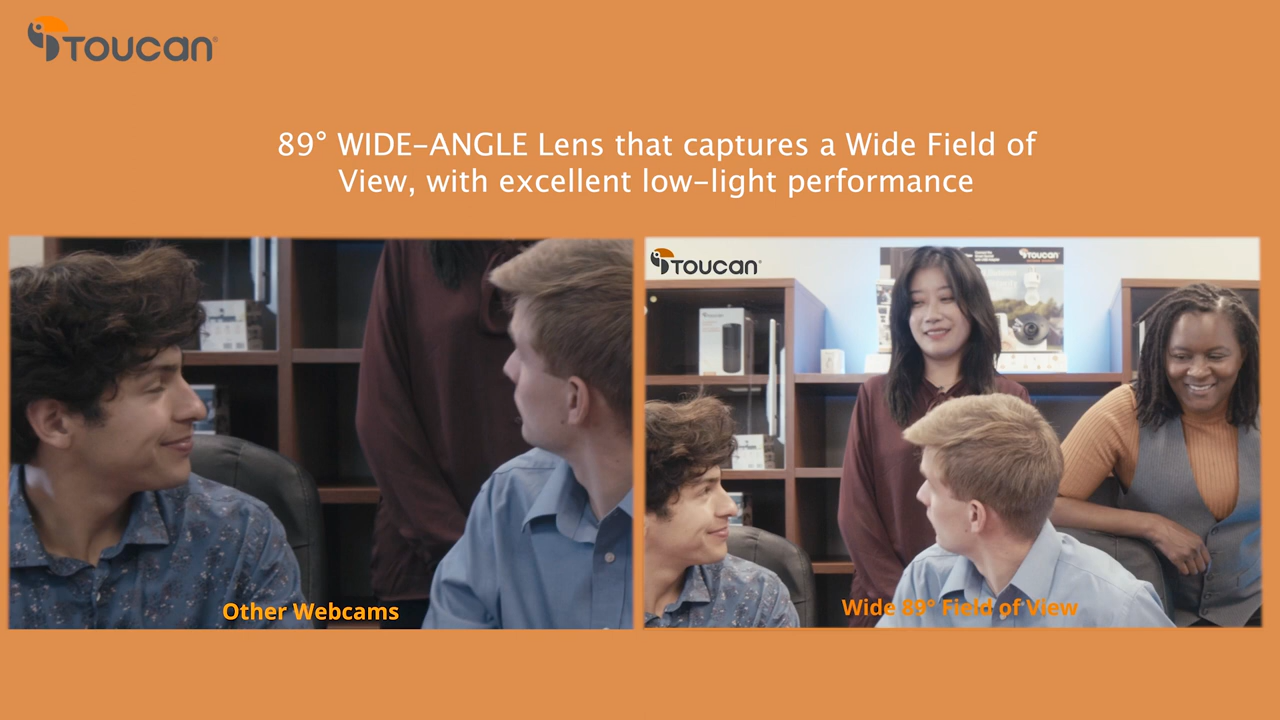 TOUCAN
89° WIDE-ANGLE Lens that captures a Wide Field of
View, with excellent low-light performance
TOUCAN
TOUCAN
Other Webcams
Wide 89° Field of View